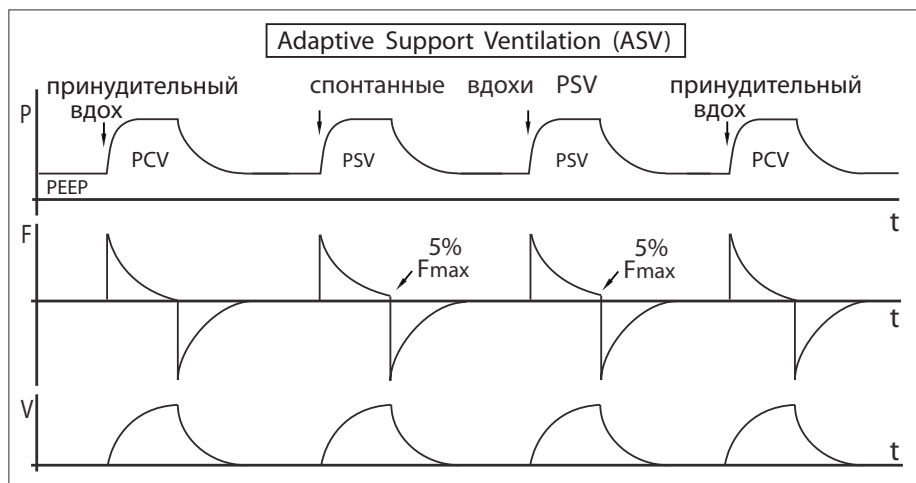 Adaptive Support Ventilation (ASV)
принудительный
вдох
спонтанные вдохи PSV
принудительный
вдох
P
PCV
PSV
PSV
PCV
PEEP
t
F
5%
Fmax
5%
Fmax
t
V
t